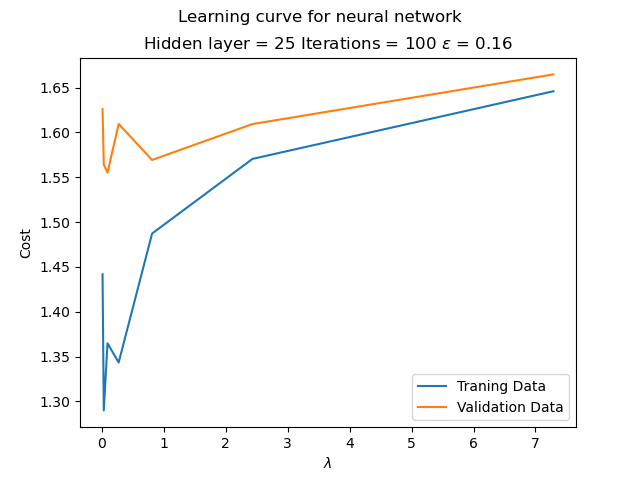 Learning curve for neural network
Hidden layer = 25 Iterations = 100 ε = 0.16
1.65
1.60
1.55
1.50
1.45
1.40
1.35
1.30
Cost
0 1 2 3 4 5 6 7
λ
Traning Data
Validation Data